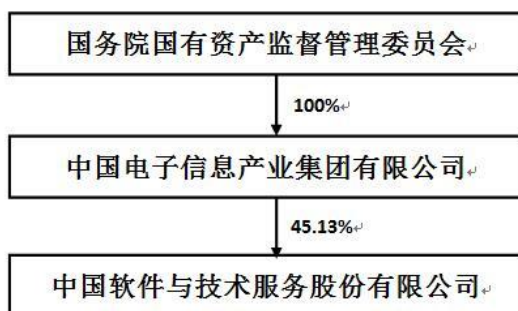 国务院国有资产监督管理委员会
100%
中国电子信息产业集团有限公司
45.13%
中国软件与技术服务股份有限公司